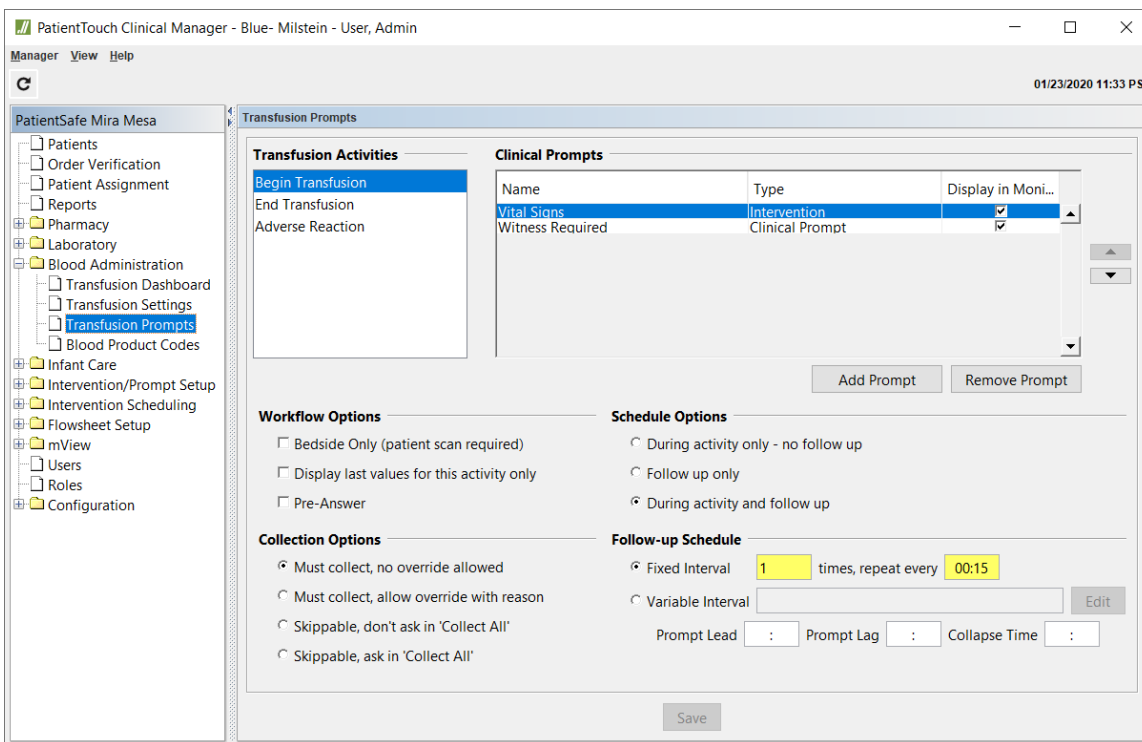 PatientTouch Clinical Manager - Blue- Milstein - User, Admin
Manager View Help
01/23/2020 11:33 PS
PatientSafe Mira Mesa
Patients
Order Verification
Patient Assignment
Reports
Pharmacy
Laboratory
Blood Administration
Transfusion Dashboard
Transfusion Settings
Transfusion Prompts
Blood Product Codes
Infant Care
Intervention/Prompt Setup
Intervention Scheduling
Flowsheet Setup
mView
Users
Roles
Configuration
Transfusion Prompts
Transfusion Activities
Begin Transfusion
End Transfusion
Adverse Reaction
Clinical Prompts
Name Type Display in Moni...
Vital Signs Intervention
Witness Required Clinical Prompt
Add Prompt Remove Prompt
Workflow Options
Bedside Only (patient scan required)
Display last values for this activity only
Pre-Answer
Schedule Options
During activity only - no follow up
Follow up only
During activity and follow up
Collection Options
Must collect, no override allowed
Must collect, allow override with reason
Skippable, don't ask in 'Collect All'
Skippable, ask in 'Collect All'
Follow-up Schedule
Fixed Interval 1 times, repeat every 00:15
Variable Interval Edit
Prompt Lead : Prompt Lag : Collapse Time :
Save